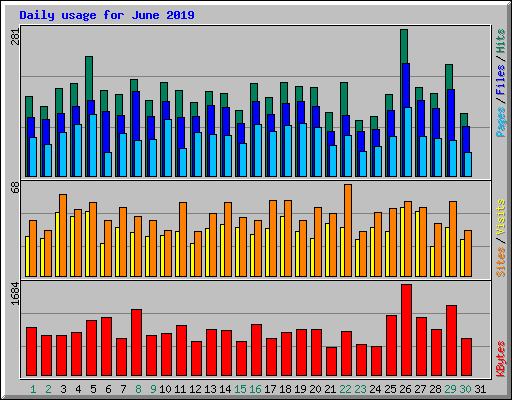 Daily usage for June 2019
281
Pages / Files / Hits
68
Sites / Visits
1684
KBytes
1 2 3 4 5 6 7 8 9 10 11 12 13 14 15 16 17 18 19 20 21 22 23 24 25 26 27 28 29 30 31